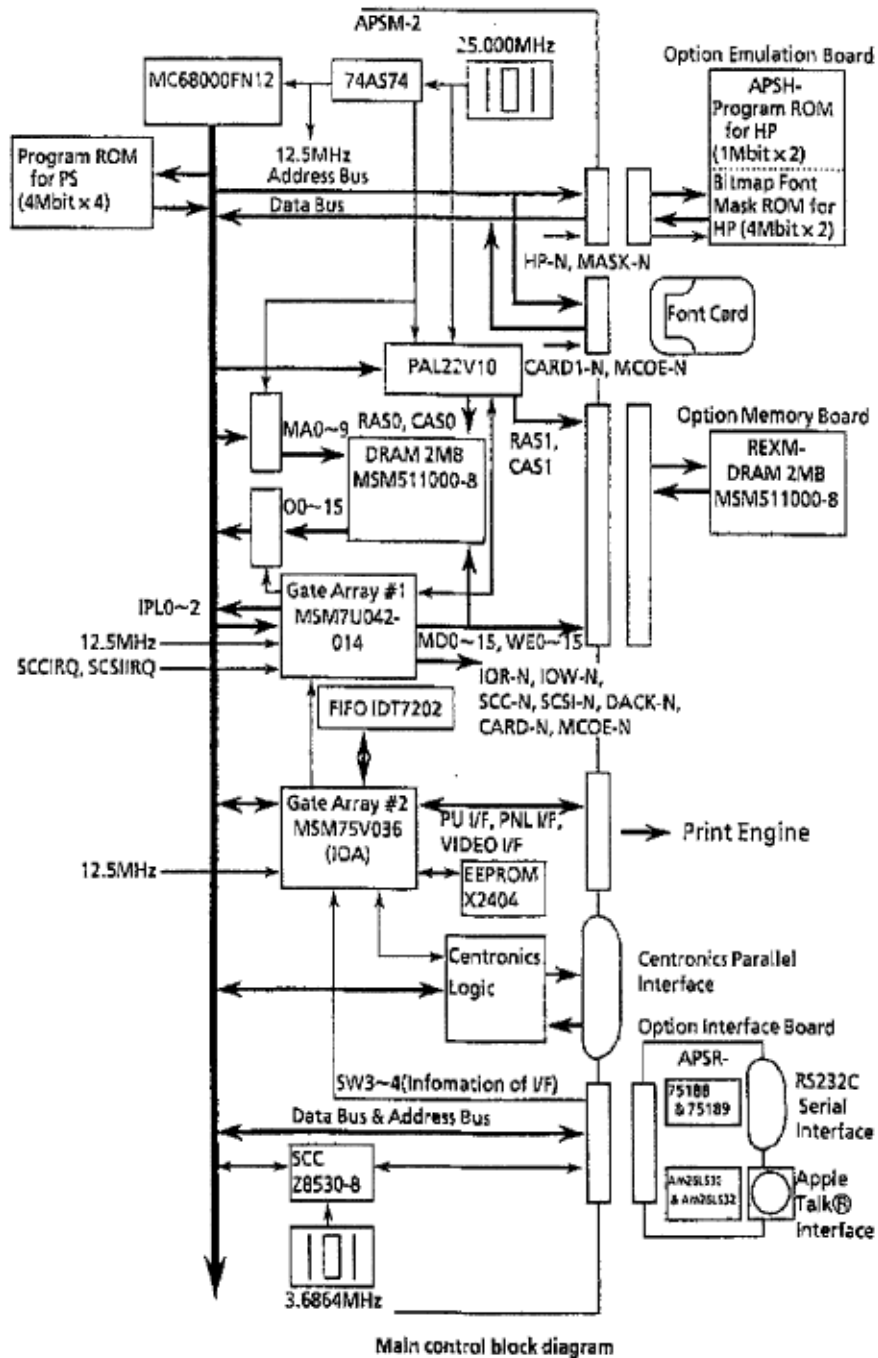 APSM-2
25.000MHz
Option Emulation Board
MC68000FN12
74AS74
APSH-
Program ROM
for HP
(1Mbit x 2)
Bitmap Font
Mask ROM for
HP (4Mbit x 2)
12.5MHz
Program ROM
for PS
(4Mbit x 4)
Address Bus
Data Bus
HP-N, MASK-N
Font Card
PAL22V10
CARD1-N, MCOE-N
MA0~9
RAS0, CAS0
RAS1,
CAS1
Option Memory Board
DRAM 2MB
MSM511000-8
REXM-
DRAM 2MB
MSM511000-8
O0~15
IPL0~2
Gate Array #1
MSM7U042-
014
12.5MHz
SCCIRQ, SCSIIRQ
MD0~15, WE0~15
IOR-N, IOW-N,
SCC-N, SCSI-N, DACK-N,
CARD-N, MCOE-N
FIFO IDT7202
Gate Array #2
MSM75V036
(IOA)
PU I/F, PNL I/F,
VIDEO I/F
Print Engine
12.5MHz
EEPROM
X2404
Centronics
Logic
Centronics Parallel
Interface
Option Interface Board
APSR-
75188
& 75189
RS232C
Serial
Interface
SW3~4(Infomation of I/F)
Data Bus & Address Bus
SCC
Z8530-8
Am26LS30
& Am26LS32
Apple
Talk®
Interface
3.6864MHz
Main control block diagram